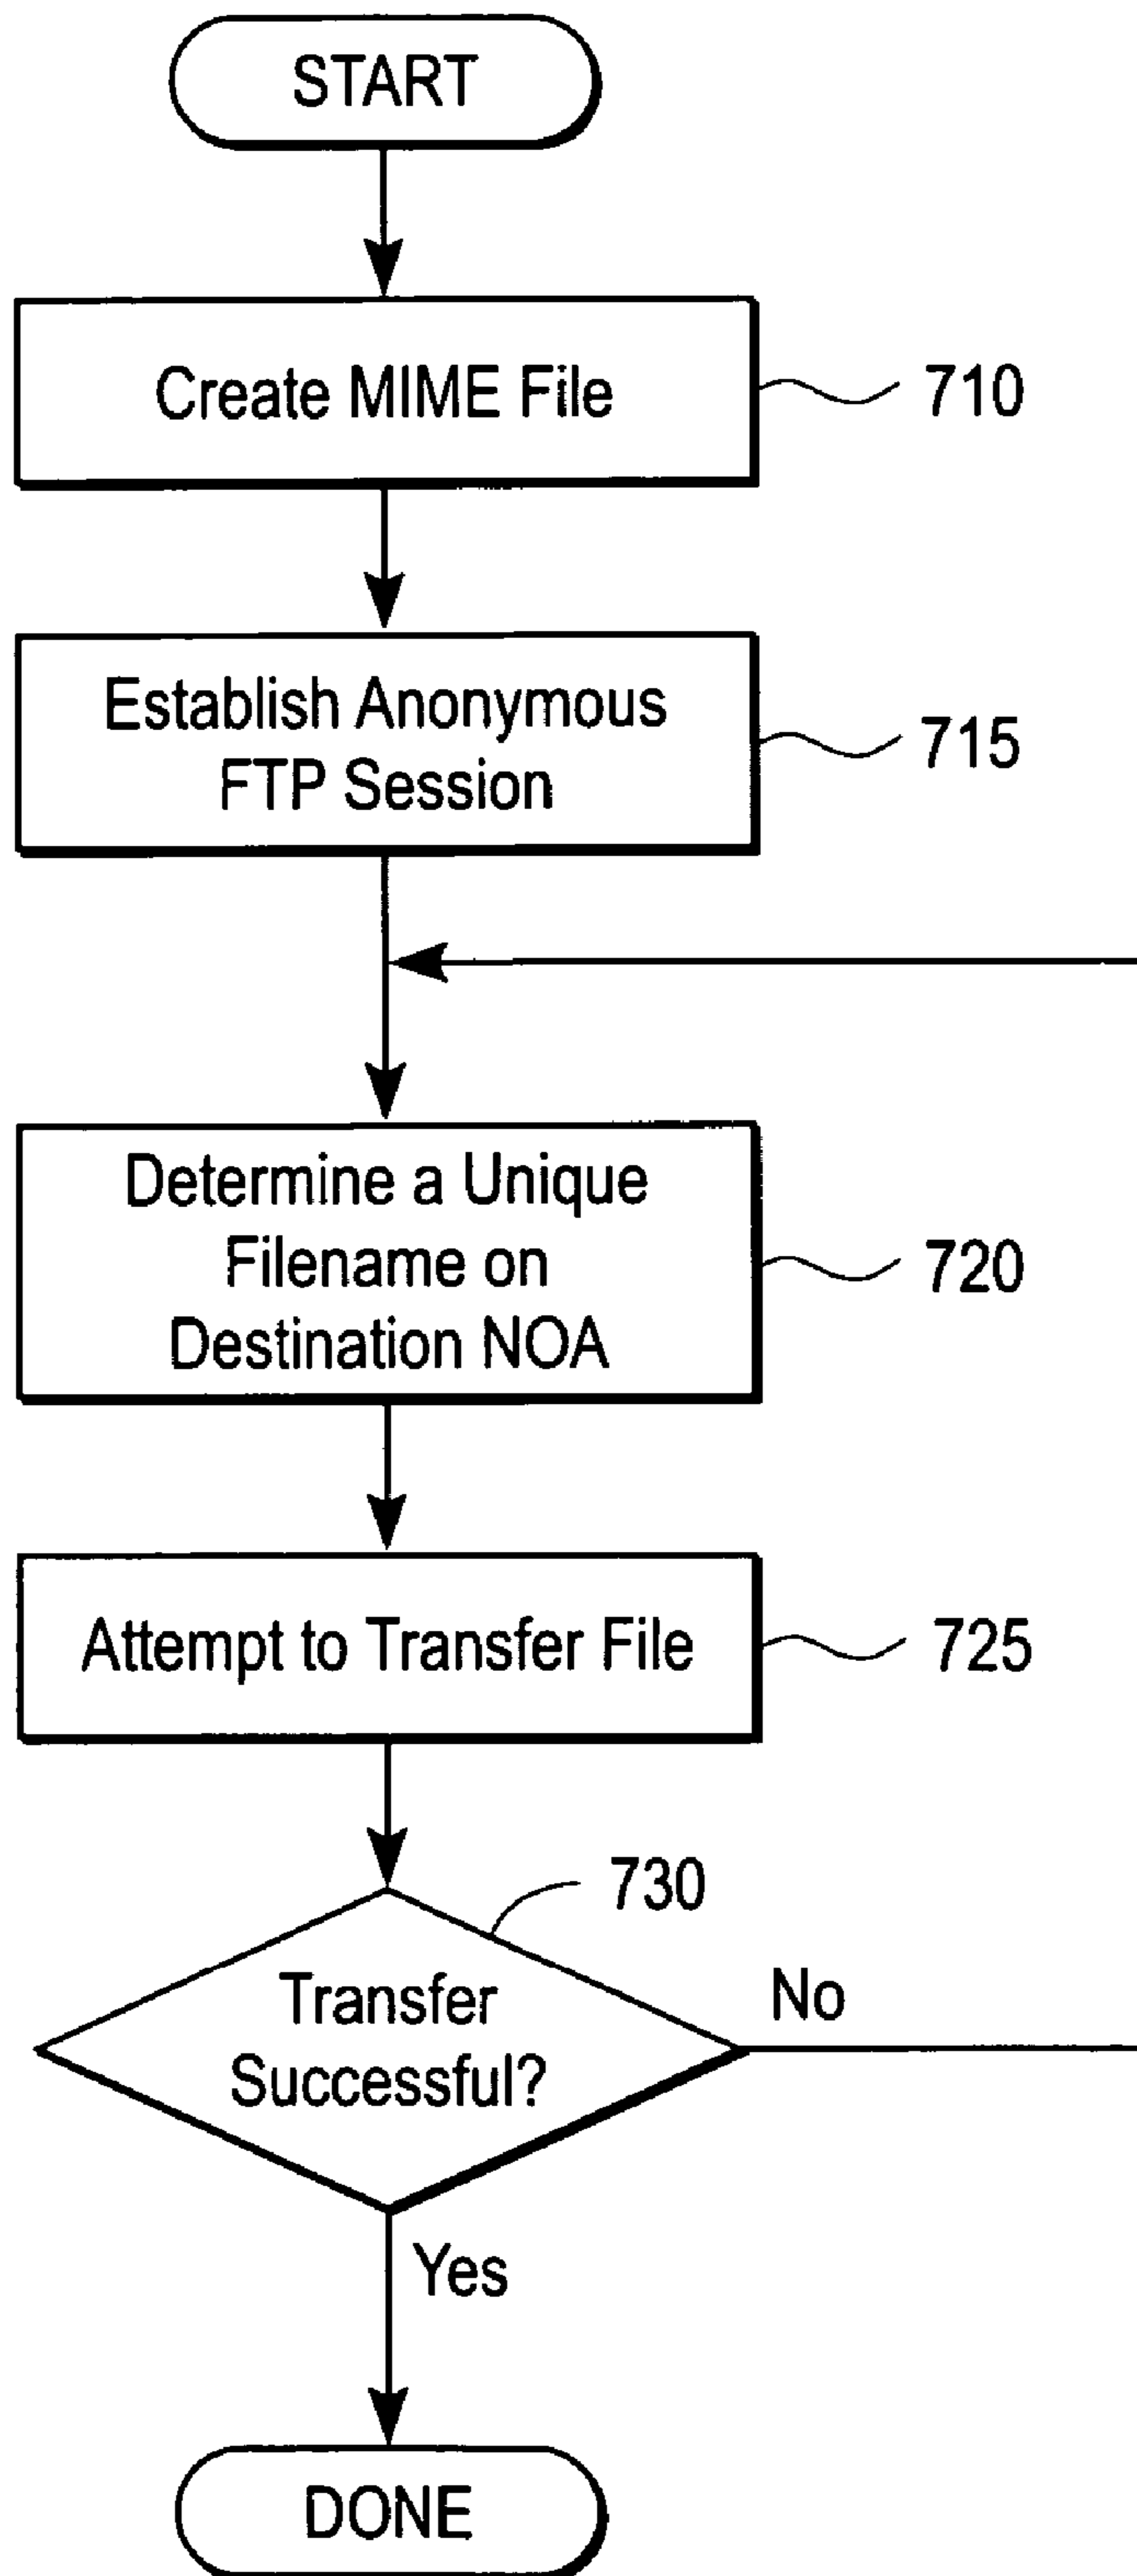 START
Create MIME File
710
Establish Anonymous
FTP Session
715
Determine a Unique
Filename on
Destination NOA
720
Attempt to Transfer File
725
730
Transfer
Successful?
No
Yes
DONE